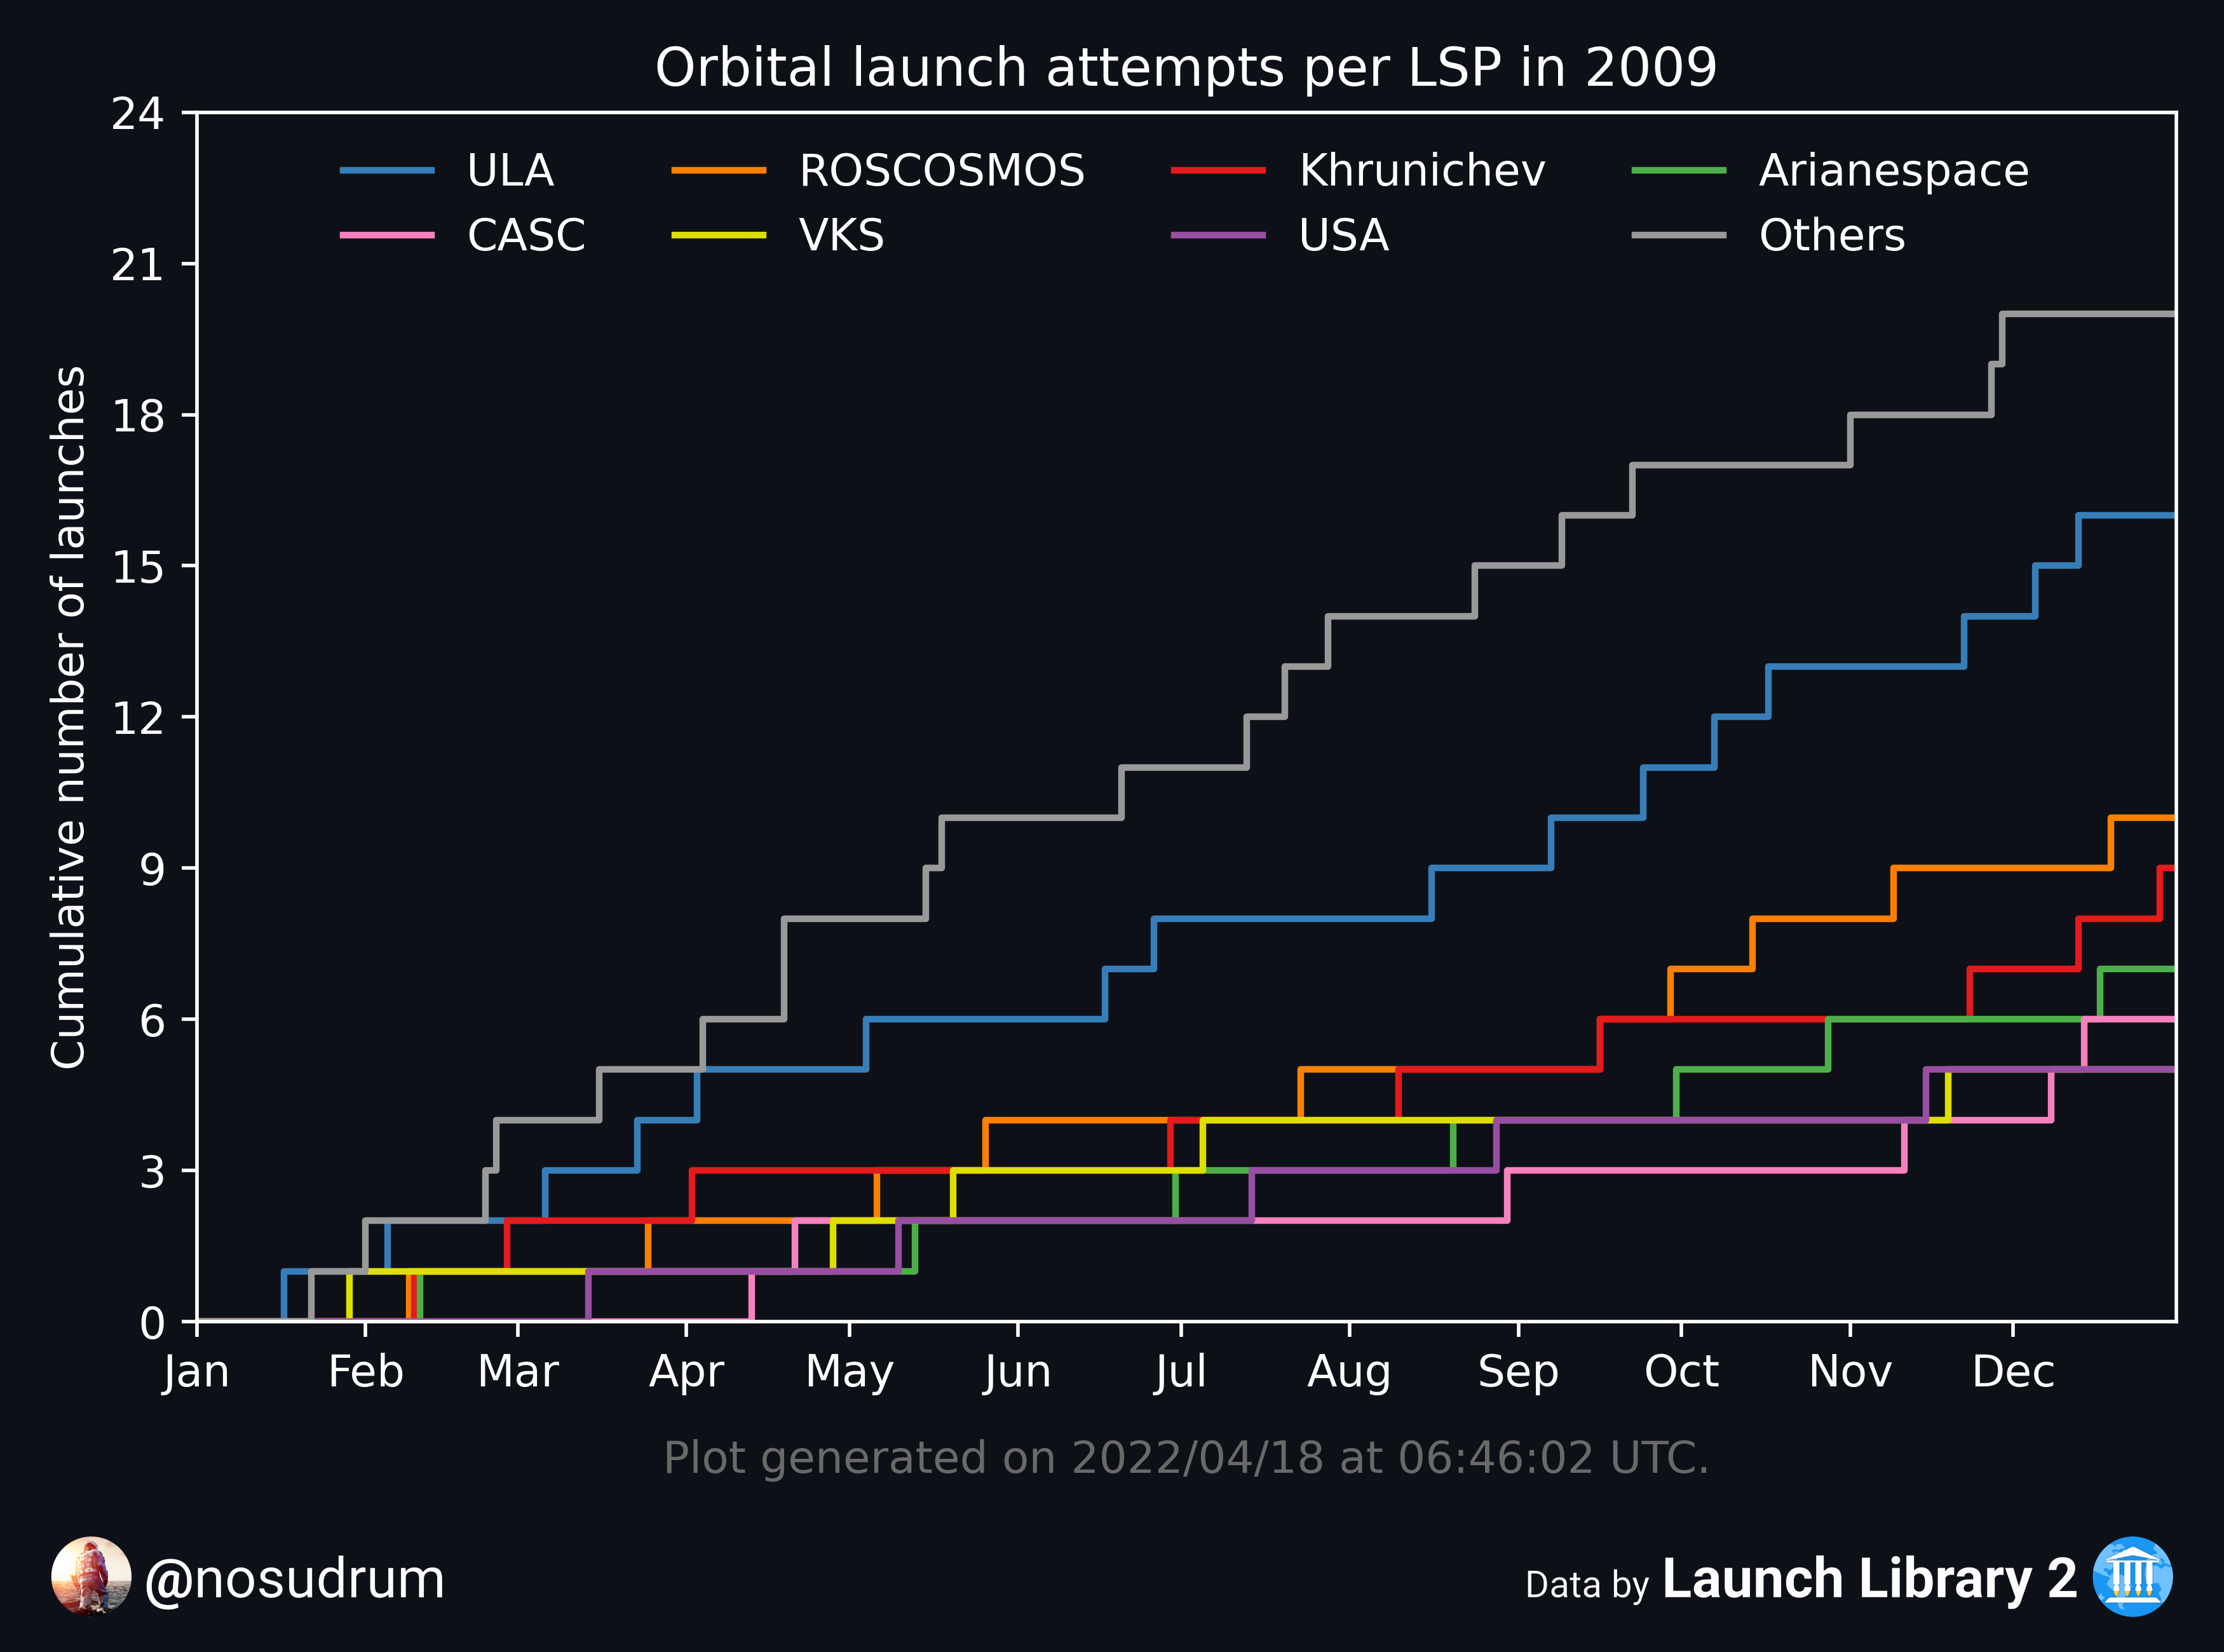 Orbital launch attempts per LSP in 2009
24
21
18
15
12
9
6
3
0
Cumulative number of launches
ULA
ROSCOSMOS
Khrunichev
Arianespace
CASC
VKS
USA
Others
Jan
Feb
Mar
Apr
May
Jun
Jul
Aug
Sep
Oct
Nov
Dec
Plot generated on 2022/04/18 at 06:46:02 UTC.
@nosudrum
Data by Launch Library 2